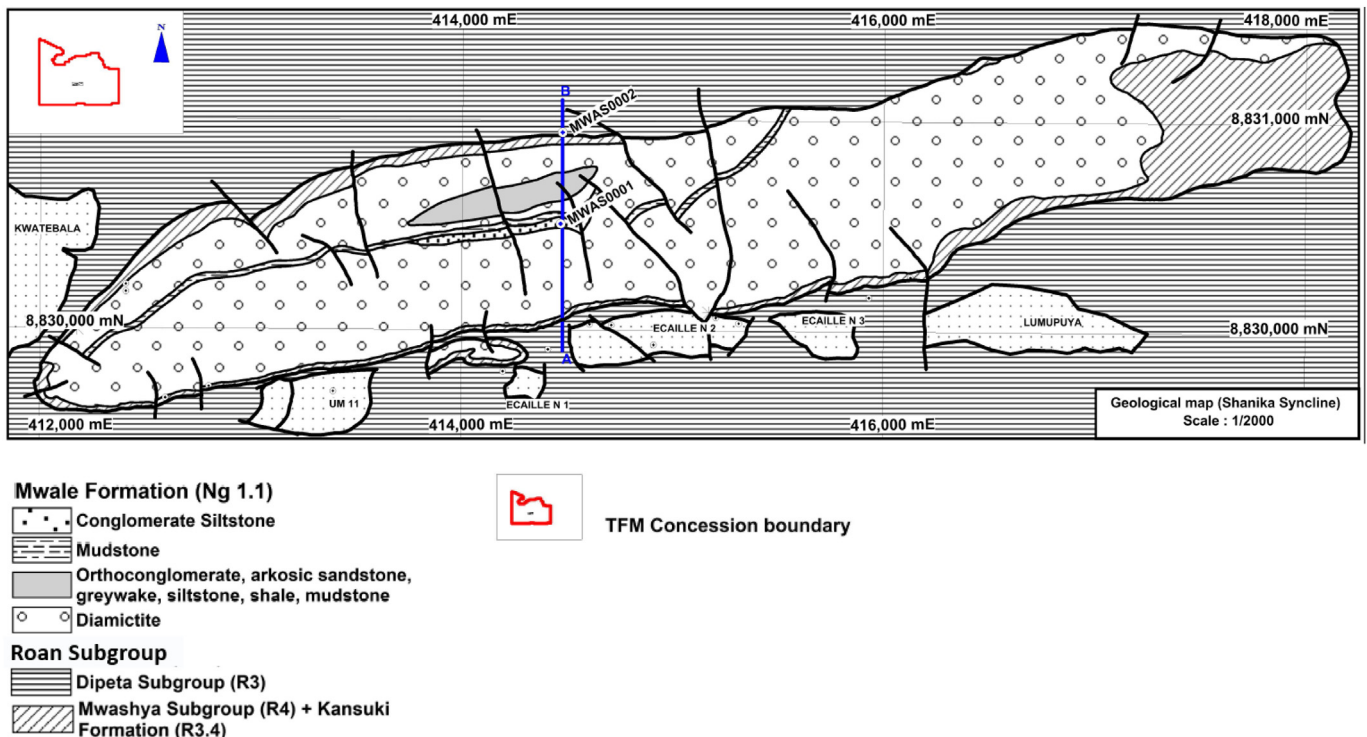 414,000 mE
416,000 mE
418,000 mE
N
B
MWAS0002
8,831,000 mN
MWAS0001
KWATEBALA
8,830,000 mN
ECAILLE N 2
ECAILLE N 3
LUMUPUYA
8,830,000 mN
A
UM 11
ECAILLE N 1
412,000 mE
414,000 mE
416,000 mE
Geological map (Shanika Syncline)
Scale : 1/2000
Mwale Formation (Ng 1.1)
Conglomerate Siltstone
Mudstone
Orthoconglomerate, arkosic sandstone,
greywake, siltstone, shale, mudstone
Diamictite
TFM Concession boundary
Roan Subgroup
Dipeta Subgroup (R3)
Mwashya Subgroup (R4) + Kansuki
Formation (R3.4)